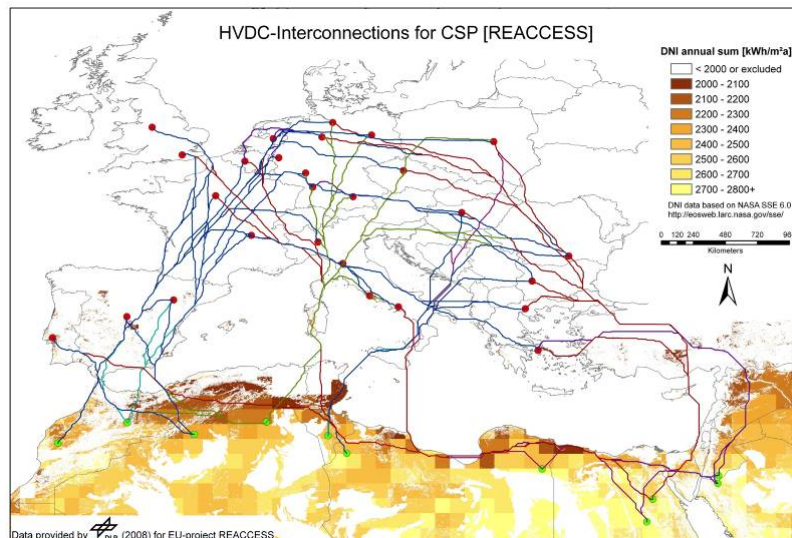 HVDC-Interconnections for CSP [REACCESS]
DNI annual sum [kWh/m²a]
< 2000 or excluded
2000 - 2100
2100 - 2200
2200 - 2300
2300 - 2400
2400 - 2500
2500 - 2600
2600 - 2700
2700 - 2800+
DNI data based on NASA SSE 6.0
http://eosweb.larc.nasa.gov/sse/
0 120 240 480 720 96
Kilometers
N
Data provided by DLR (2008) for EU-project REACCESS.